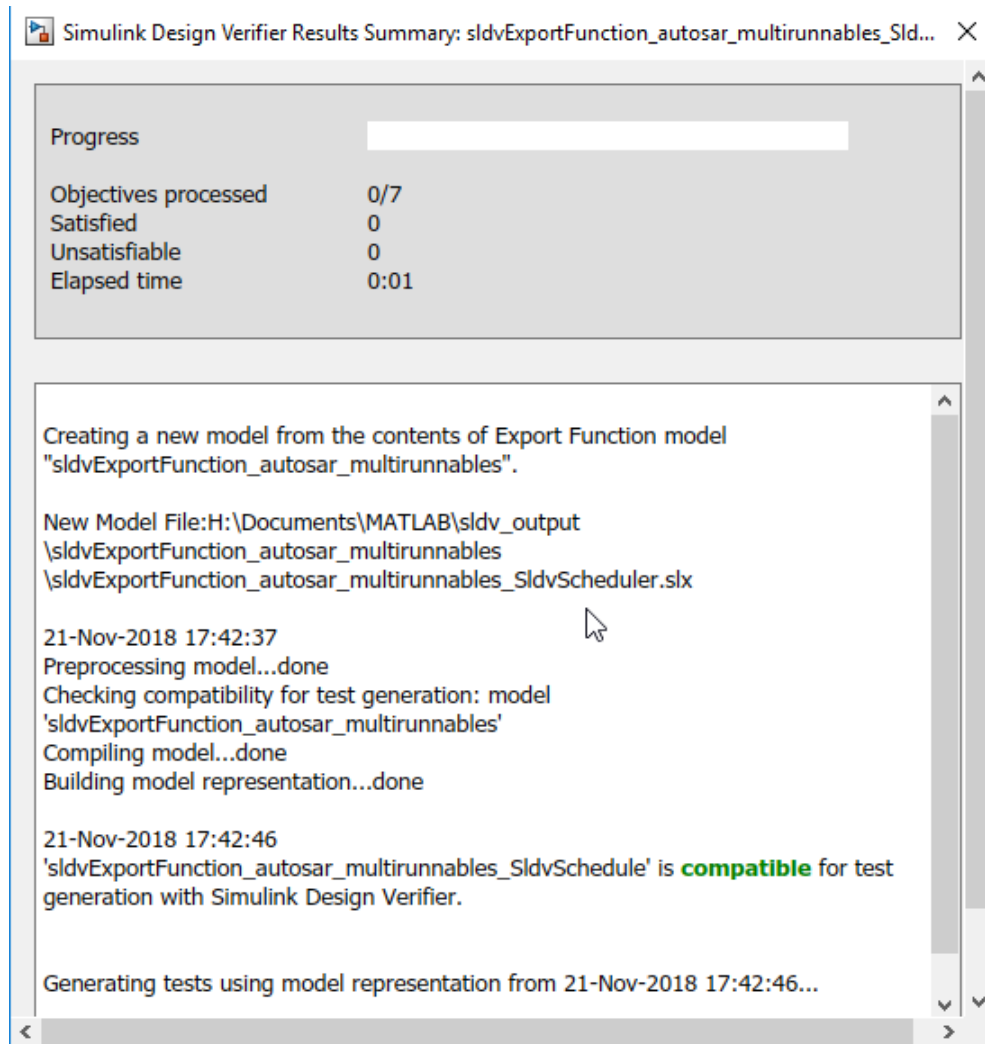 Simulink Design Verifier Results Summary: sldvExportFunction_autosar_multirunnables_Sld...
Progress
Objectives processed 0/7
Satisfied 0
Unsatisfiable 0
Elapsed time 0:01
Creating a new model from the contents of Export Function model
"sldvExportFunction_autosar_multirunnables".
New Model File:H:\Documents\MATLAB\sldv_output
\sldvExportFunction_autosar_multirunnables
\sldvExportFunction_autosar_multirunnables_SldvScheduler.slx
21-Nov-2018 17:42:37
Preprocessing model...done
Checking compatibility for test generation: model
'sldvExportFunction_autosar_multirunnables'
Compiling model...done
Building model representation...done
21-Nov-2018 17:42:46
'sldvExportFunction_autosar_multirunnables_SldvSchedule' is compatible for test
generation with Simulink Design Verifier.
Generating tests using model representation from 21-Nov-2018 17:42:46...